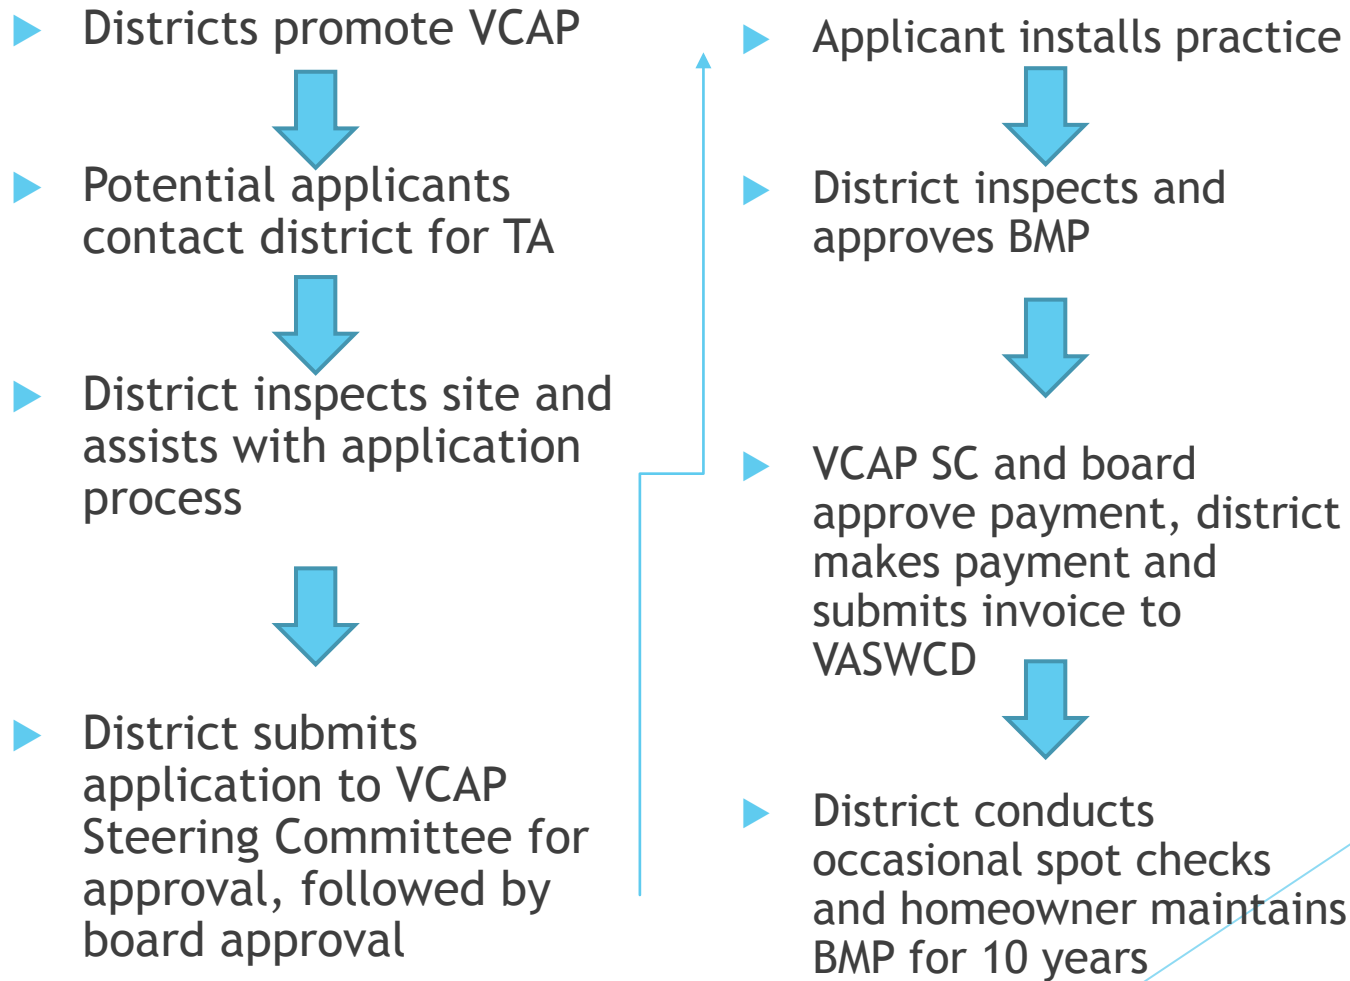 Districts promote VCAP
Potential applicants
contact district for TA
District inspects site and
assists with application
process
District submits
application to VCAP
Steering Committee for
approval, followed by
board approval
Applicant installs practice
District inspects and
approves BMP
VCAP SC and board
approve payment, district
makes payment and
submits invoice to
VASWCD
District conducts
occasional spot checks
and homeowner maintains
BMP for 10 years